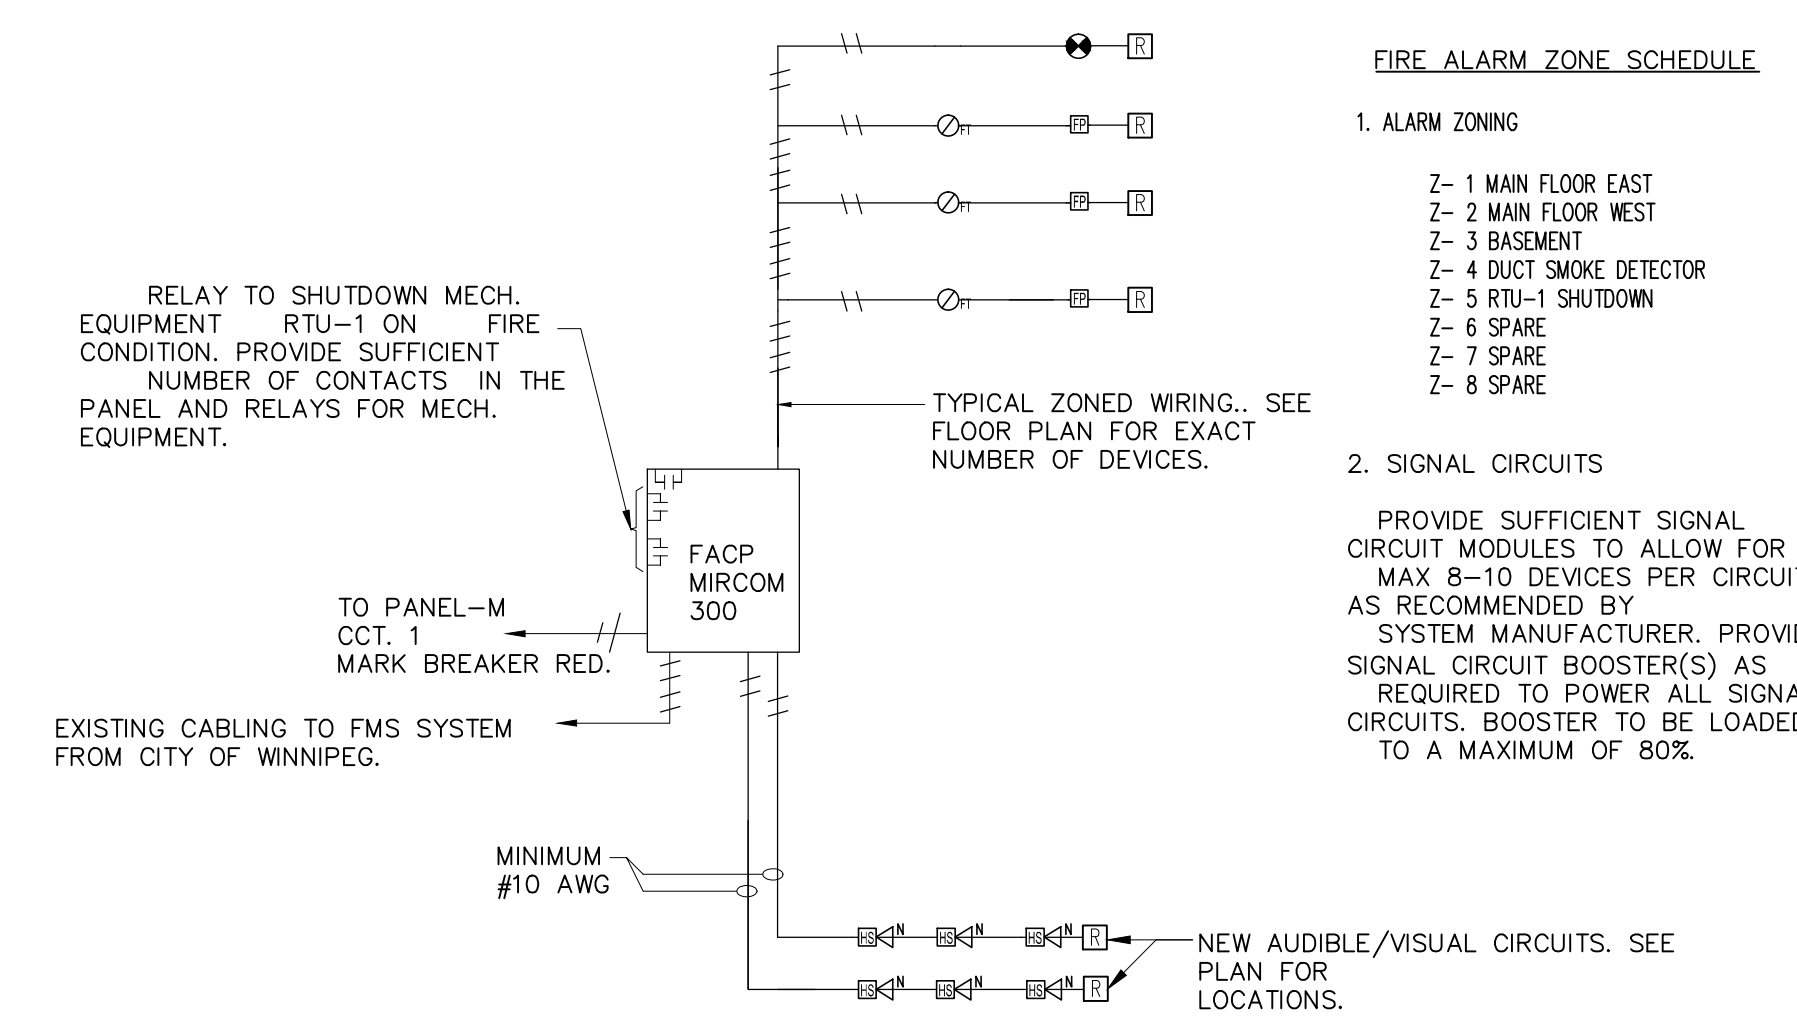 R
FIRE ALARM ZONE SCHEDULE
1. ALARM ZONING
FT FP R
FT FP R
FT FP R
Z- 1 MAIN FLOOR EAST
Z- 2 MAIN FLOOR WEST
Z- 3 BASEMENT
Z- 4 DUCT SMOKE DETECTOR
Z- 5 RTU-1 SHUTDOWN
Z- 6 SPARE
Z- 7 SPARE
Z- 8 SPARE
RELAY TO SHUTDOWN MECH.
EQUIPMENT RTU-1 ON FIRE
CONDITION. PROVIDE SUFFICIENT
NUMBER OF CONTACTS IN THE
PANEL AND RELAYS FOR MECH.
EQUIPMENT.
TYPICAL ZONED WIRING.. SEE
FLOOR PLAN FOR EXACT
NUMBER OF DEVICES.
2. SIGNAL CIRCUITS
PROVIDE SUFFICIENT SIGNAL
CIRCUIT MODULES TO ALLOW FOR
MAX 8-10 DEVICES PER CIRCUIT
AS RECOMMENDED BY
SYSTEM MANUFACTURER. PROVIDE
SIGNAL CIRCUIT BOOSTER(S) AS
REQUIRED TO POWER ALL SIGNA
CIRCUITS. BOOSTER TO BE LOADED
TO A MAXIMUM OF 80%.
FACP
MIRCOM
300
TO PANEL-M
CCT. 1
MARK BREAKER RED.
EXISTING CABLING TO FMS SYSTEM
FROM CITY OF WINNIPEG.
MINIMUM
#10 AWG
HS N HS N HS N R
HS N HS N HS N R
NEW AUDIBLE/VISUAL CIRCUITS. SEE
PLAN FOR
LOCATIONS.